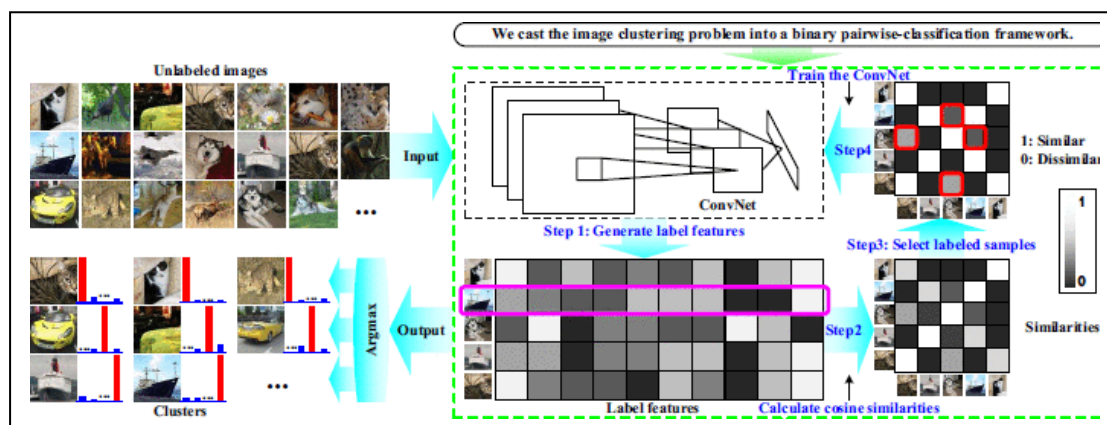 We cast the image clustering problem into a binary pairwise-classification framework.
Unlabeled images
Train the ConvNet
Input
Step4
1: Similar
0: Dissimilar
ConvNet
1
0
Step 1: Generate label features
Step3: Select labeled samples
Output
Argmax
Step2
Similarities
Clusters
Label features
Calculate cosine similarities